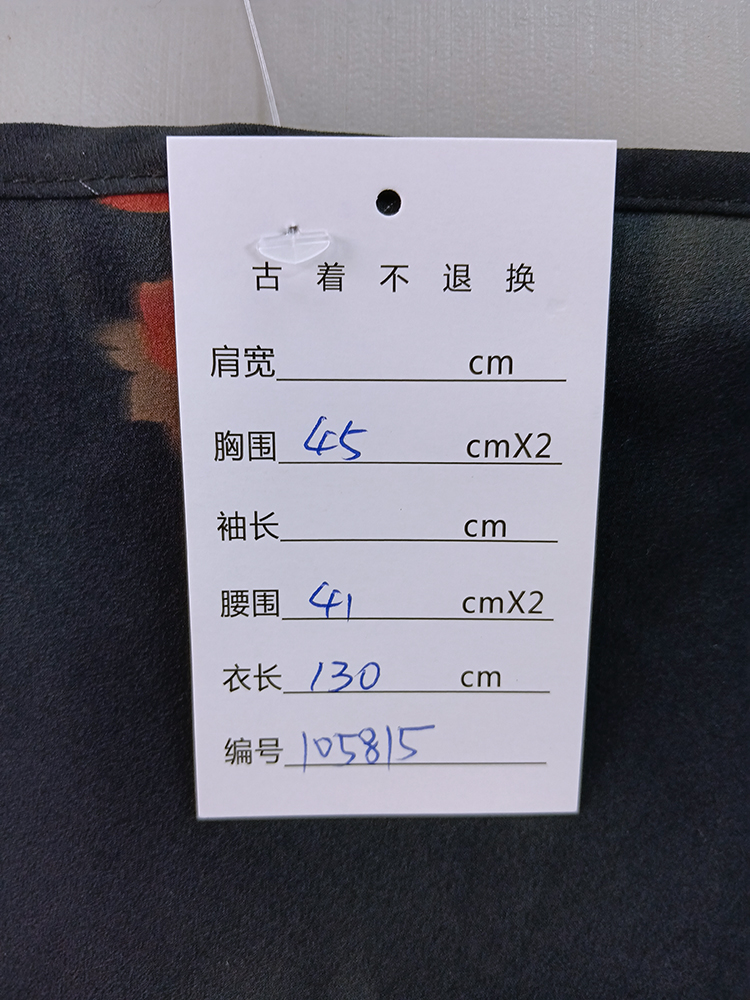 古着不退换
肩宽 cm
胸围 45 cmX2
袖长 cm
腰围 41 cmX2
衣长 130 cm
编号 105815